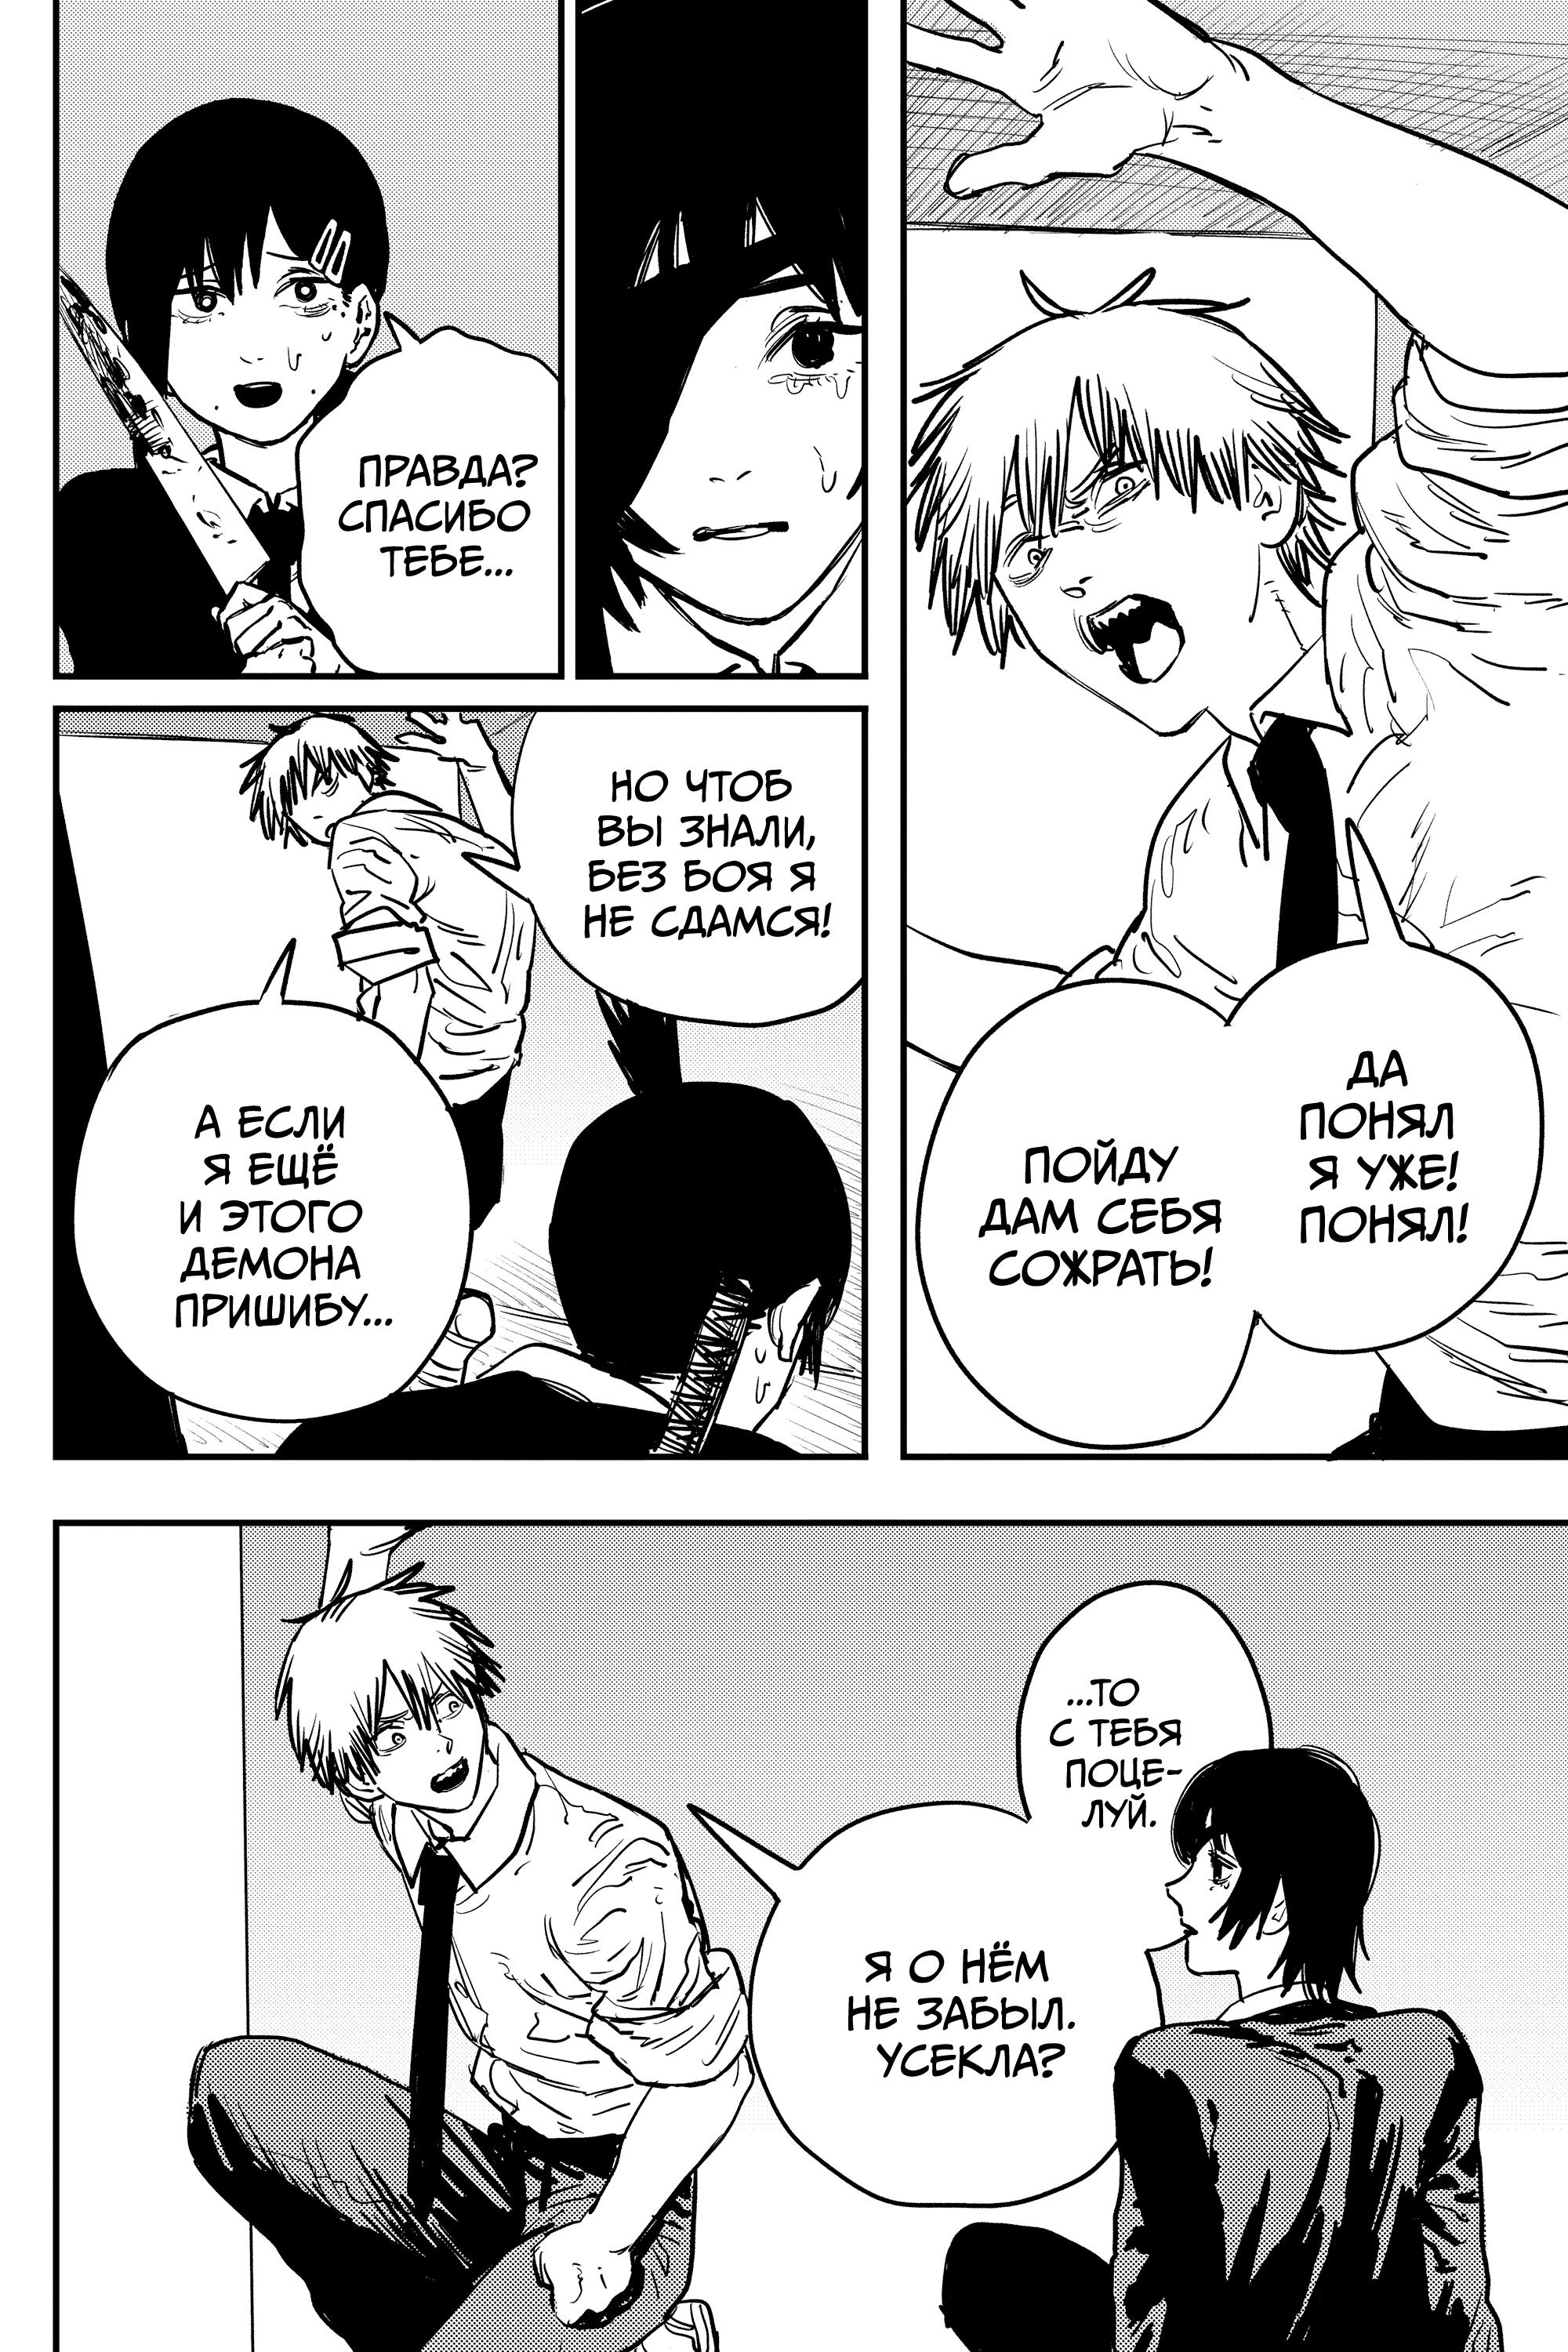 ДА
ПОНЯЛ
Я УЖЕ!
ПОНЯЛ!
ПОЙДУ
ДАМ СЕБЯ
СОЖРАТЬ!
ПРАВДА?
СПАСИБО
ТЕБЕ...
НО ЧТОБ
ВЫ ЗНАЛИ,
БЕЗ БОЯ Я
НЕ СДАМСЯ!
А ЕСЛИ
Я ЕЩЁ
И ЭТОГО
ДЕМОНА
ПРИШИБУ...
...ТО
С ТЕБЯ
ПОЦЕ-
ЛУЙ.
Я О НЁМ
НЕ ЗАБЫЛ.
УСЕКЛА?